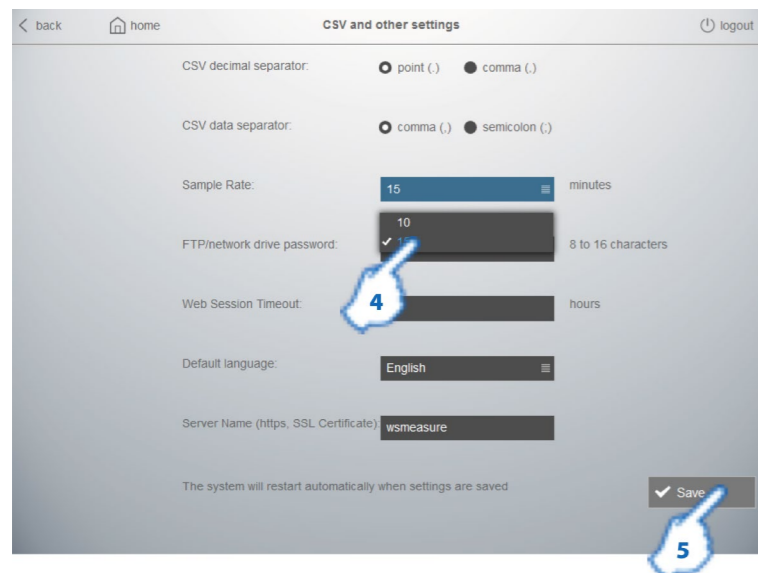 back home CSV and other settings logout
CSV decimal separator: point (.) comma (,)
CSV data separator: comma (,) semicolon (;)
Sample Rate: 15 minutes
10
FTP/network drive password: 8 to 16 characters
4
Web Session Timeout: hours
Default language: English
Server Name (https, SSL Certificate): wsmeasure
The system will restart automatically when settings are saved Save
5